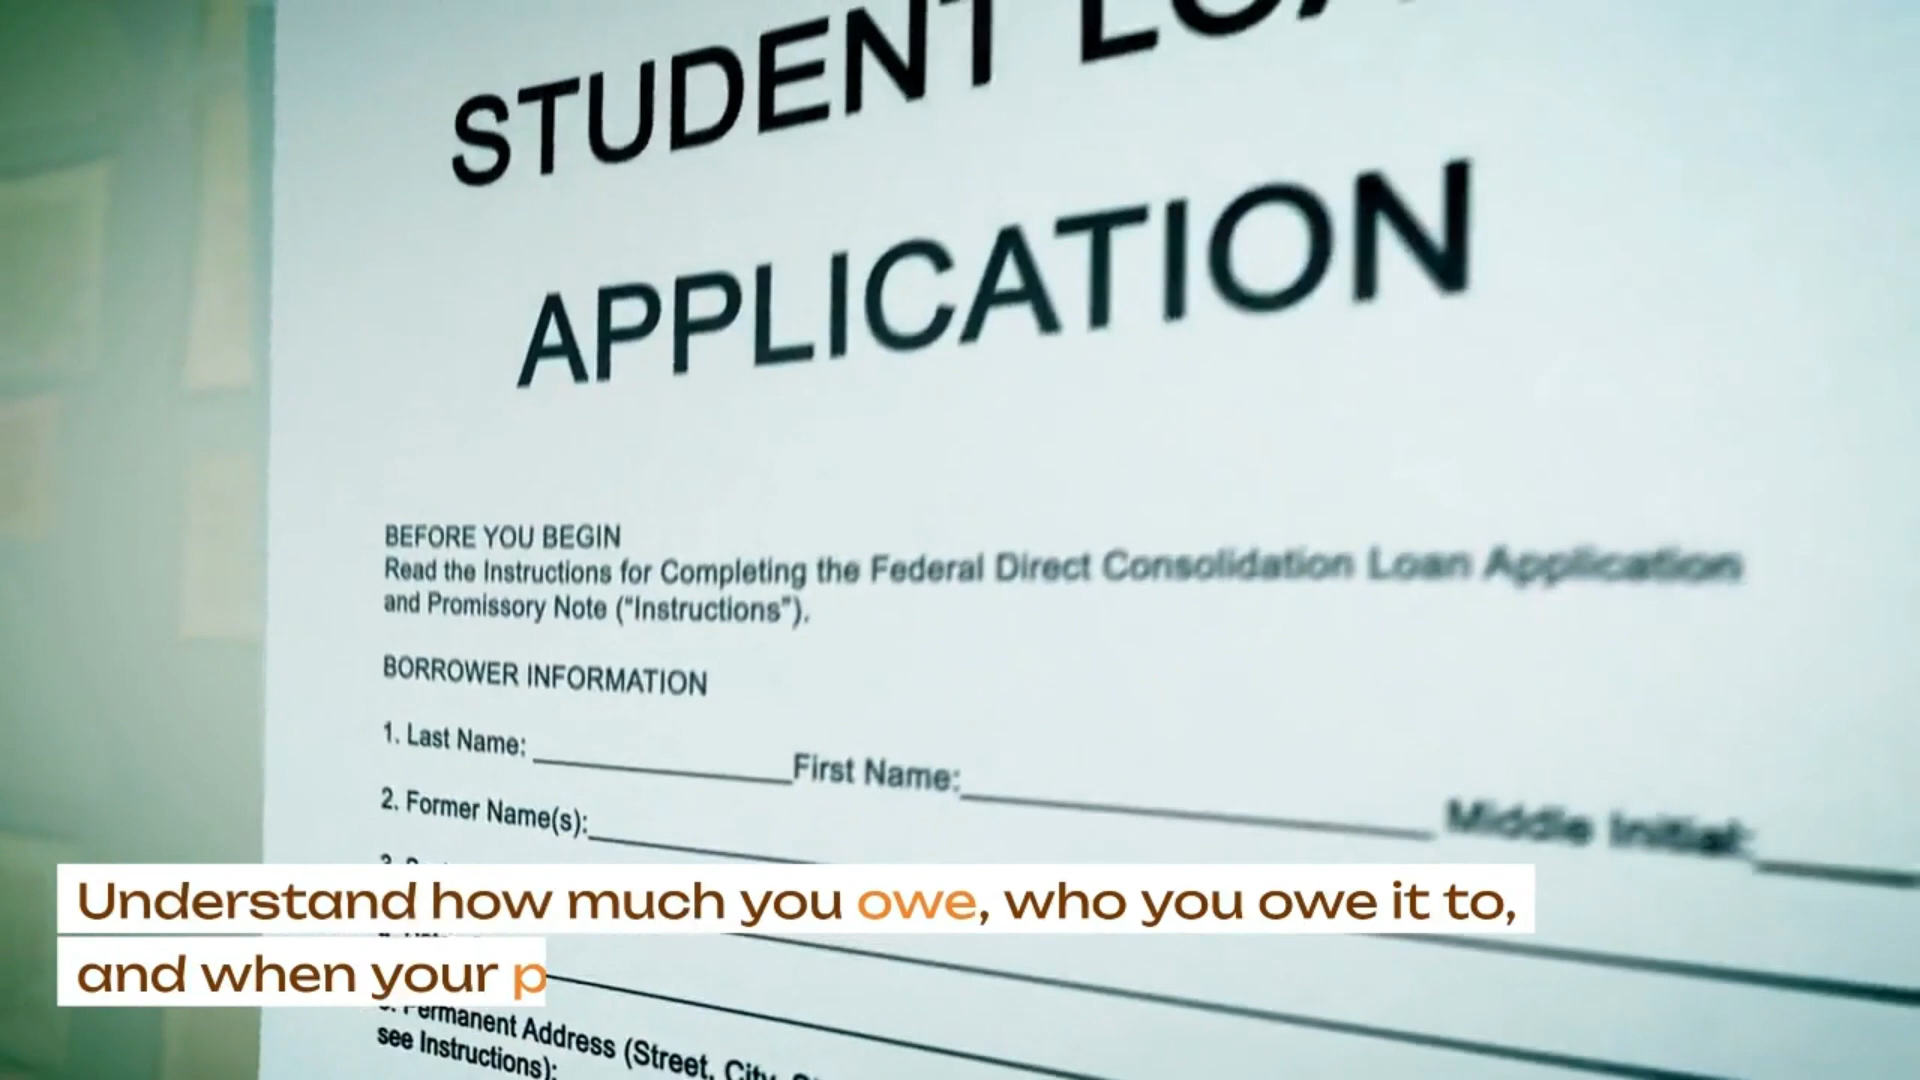 STUDENT
APPLICATION
BEFORE YOU BEGIN
Read the Instructions for Completing the Federal Direct Consolidation Loan Application
and Promissory Note (“Instructions”).
BORROWER INFORMATION
1. Last Name: First Name: Middle Initial:
2. Former Name(s):
Understand how much you owe, who you owe it to,
and when your p
Permanent Address (Street, City,
see Instructions):